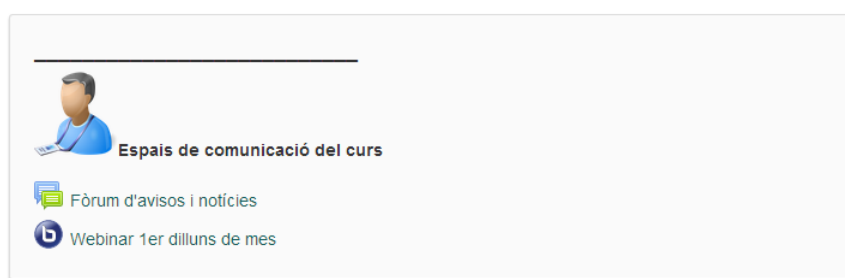 Espais de comunicació del curs
Fòrum d'avisos i notícies
Webinar 1er dilluns de mes